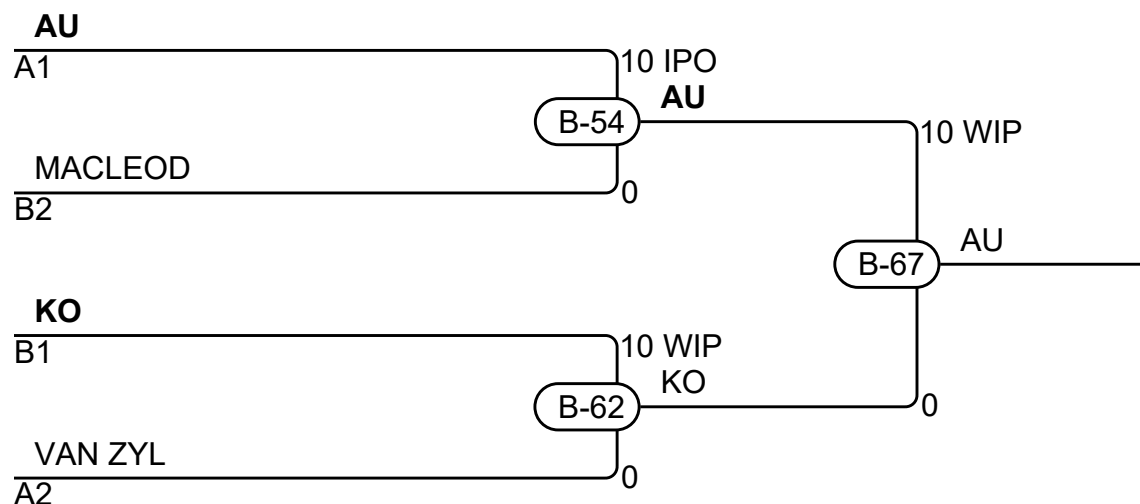 AU
A1
10 IPO
AU
B-54
10 WIP
MACLEOD
B2
0
AU
B-67
KO
B1
10 WIP
KO
B-62
0
VAN ZYL
A2
0